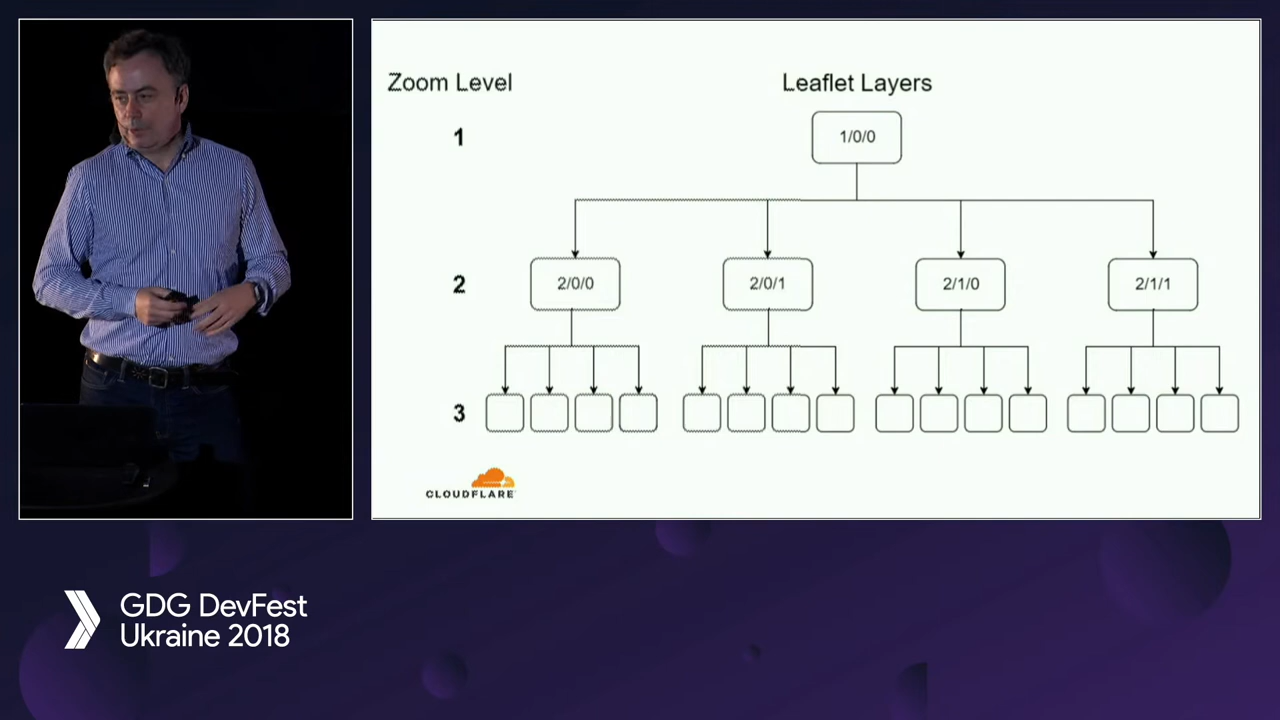 Zoom Level
Leaflet Layers
1
1/0/0
2
2/0/0
2/0/1
2/1/0
2/1/1
3
CLOUDFLARE
GDG DevFest
Ukraine 2018